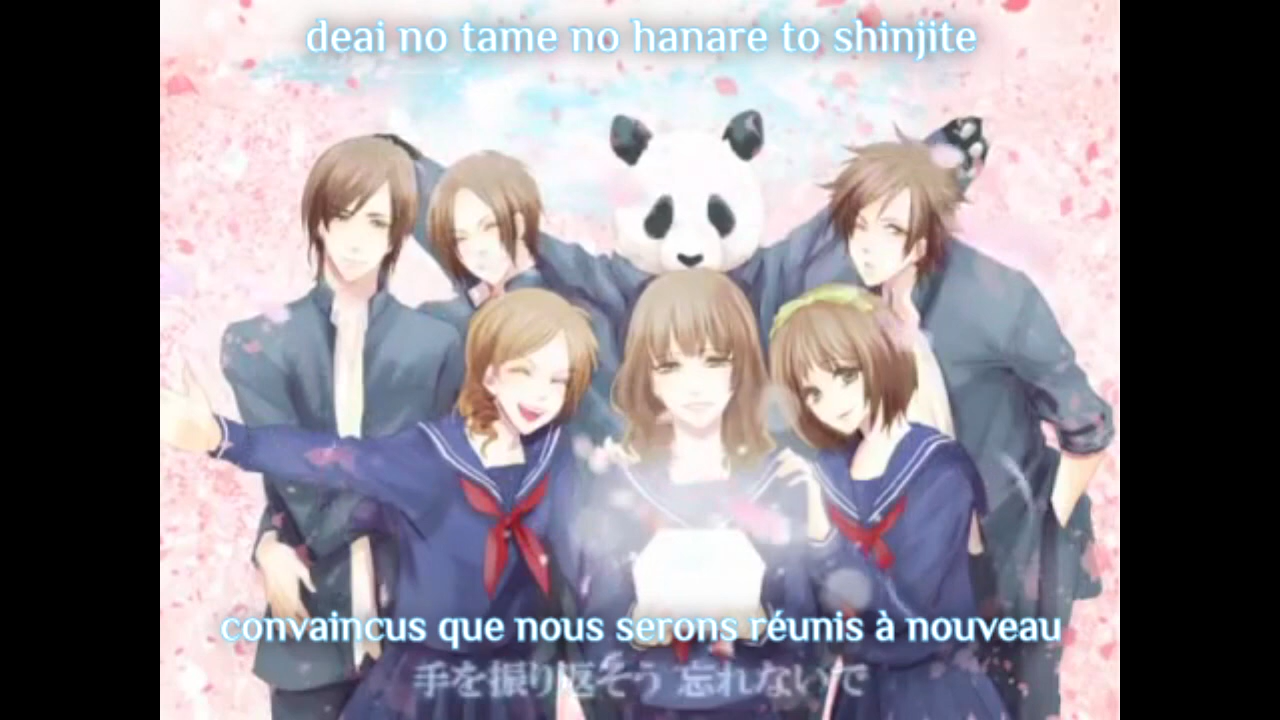 deai no tame no hanare to shinjite
convaincus que nous serons réunis à nouveau
手を振り返そう 忘れないで